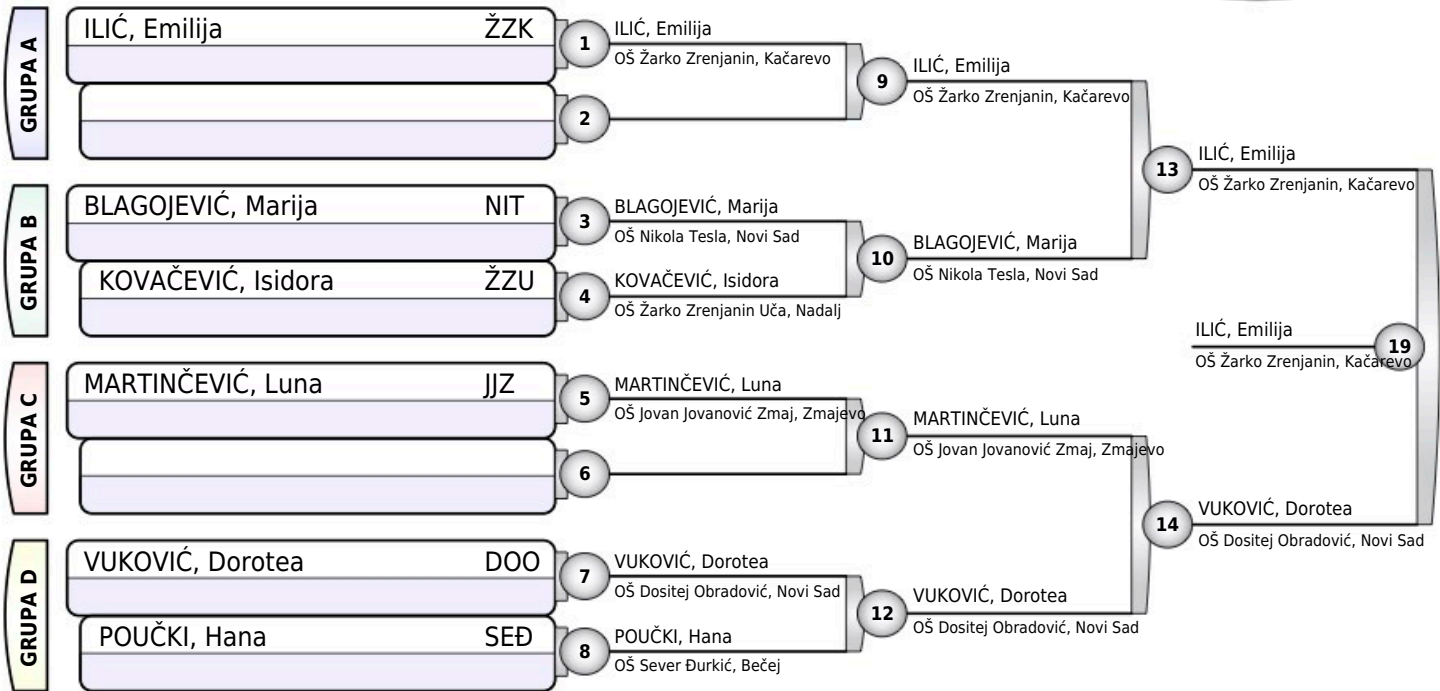 GRUPA A
ILIĆ, Emilija ŽZK
1
ILIĆ, Emilija
OŠ Žarko Zrenjanin, Kačarevo
2
9
ILIĆ, Emilija
OŠ Žarko Zrenjanin, Kačarevo
13
ILIĆ, Emilija
OŠ Žarko Zrenjanin, Kačarevo
GRUPA B
BLAGOJEVIĆ, Marija NIT
3
BLAGOJEVIĆ, Marija
OŠ Nikola Tesla, Novi Sad
KOVAČEVIĆ, Isidora ŽZU
4
KOVAČEVIĆ, Isidora
OŠ Žarko Zrenjanin Uča, Nadalj
10
BLAGOJEVIĆ, Marija
OŠ Nikola Tesla, Novi Sad
ILIĆ, Emilija
OŠ Žarko Zrenjanin, Kačarevo
19
GRUPA C
MARTINČEVIĆ, Luna JJZ
5
MARTINČEVIĆ, Luna
OŠ Jovan Jovanović Zmaj, Zmajevo
6
11
MARTINČEVIĆ, Luna
OŠ Jovan Jovanović Zmaj, Zmajevo
14
VUKOVIĆ, Dorotea
OŠ Dositej Obradović, Novi Sad
GRUPA D
VUKOVIĆ, Dorotea DOO
7
VUKOVIĆ, Dorotea
OŠ Dositej Obradović, Novi Sad
POUČKI, Hana SEĐ
8
POUČKI, Hana
OŠ Sever Đurkić, Bečej
12
VUKOVIĆ, Dorotea
OŠ Dositej Obradović, Novi Sad